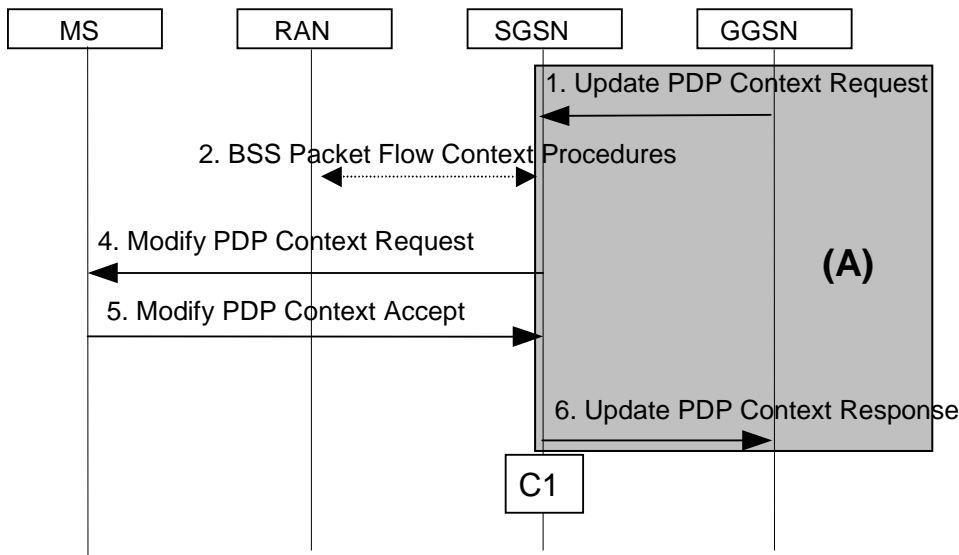 MS
RAN
SGSN
GGSN
1. Update PDP Context Request
2. BSS Packet Flow Context Procedures
4. Modify PDP Context Request
(A)
5. Modify PDP Context Accept
6. Update PDP Context Response
C1